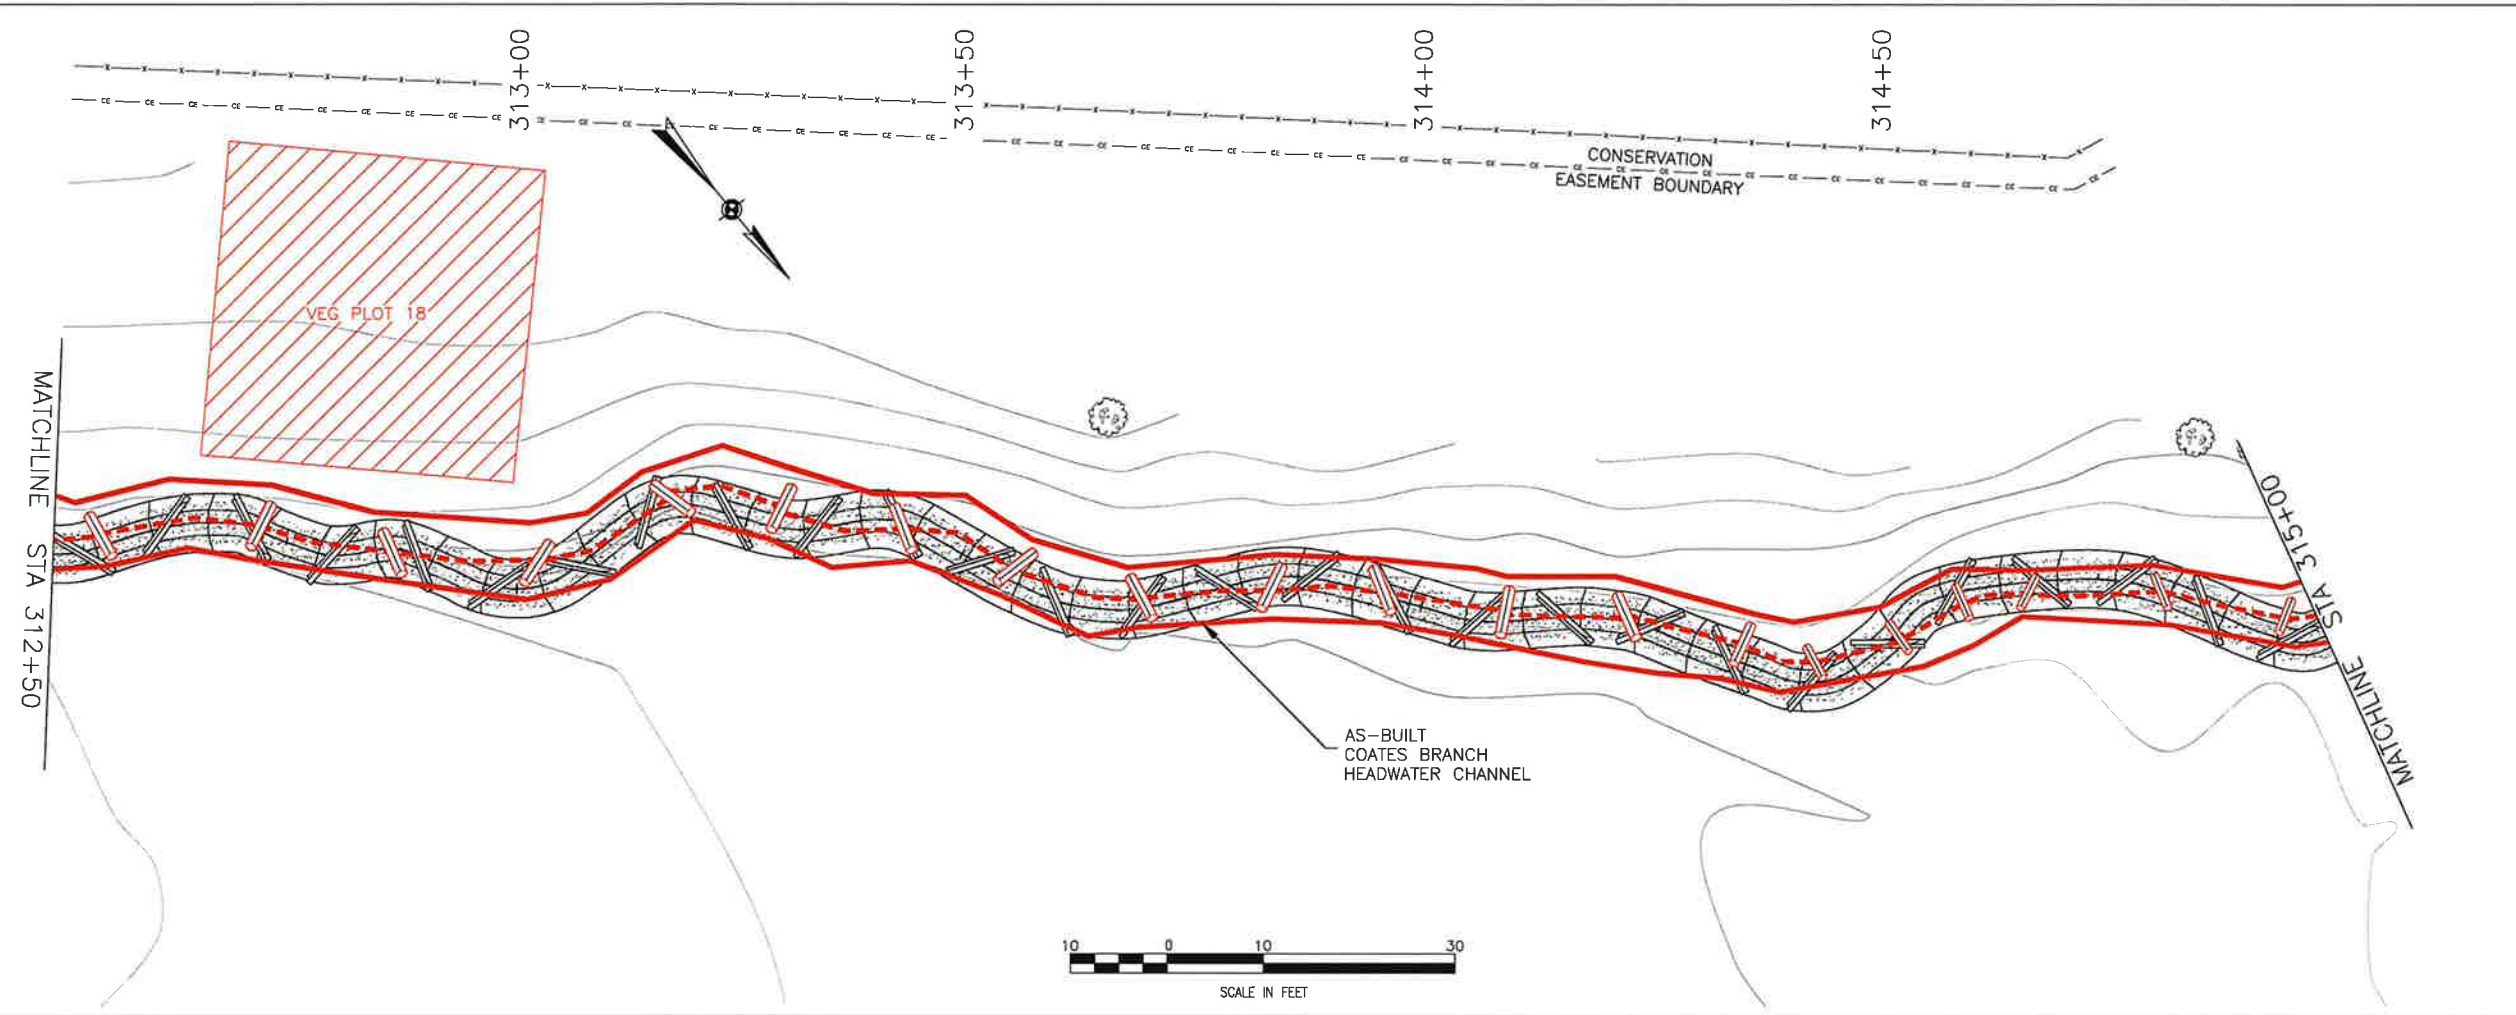 313+00
313+50
314+00
314+50
CONSERVATION
EASEMENT BOUNDARY
VEG PLOT 18
MATCHLINE STA 312+50
MATCHLINE STA 315+00
AS-BUILT
COATES BRANCH
HEADWATER CHANNEL
10 0 10 30
SCALE IN FEET